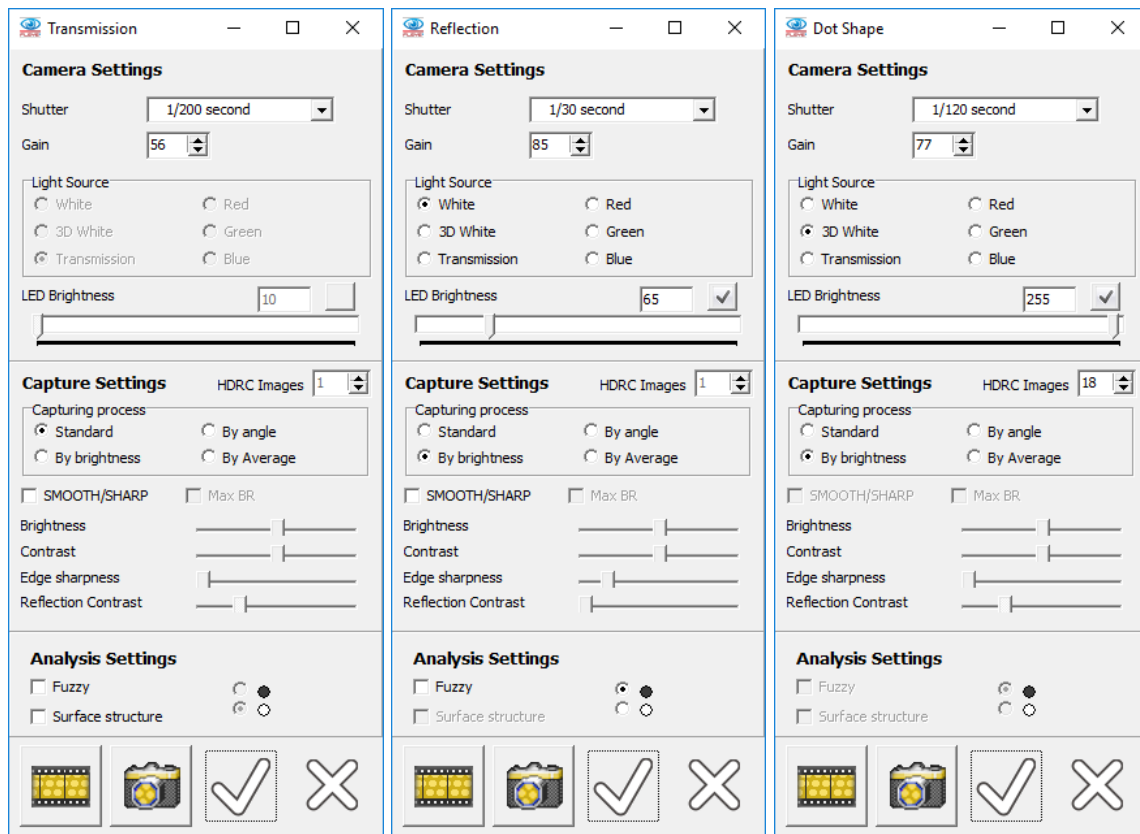 Transmission
Camera Settings
Shutter 1/200 second
Gain 56
Light Source
White Red
3D White Green
Transmission Blue
LED Brightness 10
Capture Settings HDRC Images 1
Capturing process
Standard By angle
By brightness By Average
SMOOTH/SHARP Max BR
Brightness
Contrast
Edge sharpness
Reflection Contrast
Analysis Settings
Fuzzy
Surface structure
Reflection
Camera Settings
Shutter 1/30 second
Gain 85
Light Source
White Red
3D White Green
Transmission Blue
LED Brightness 65
Capture Settings HDRC Images 1
Capturing process
Standard By angle
By brightness By Average
SMOOTH/SHARP Max BR
Brightness
Contrast
Edge sharpness
Reflection Contrast
Analysis Settings
Fuzzy
Surface structure
Dot Shape
Camera Settings
Shutter 1/120 second
Gain 77
Light Source
White Red
3D White Green
Transmission Blue
LED Brightness 255
Capture Settings HDRC Images 18
Capturing process
Standard By angle
By brightness By Average
SMOOTH/SHARP Max BR
Brightness
Contrast
Edge sharpness
Reflection Contrast
Analysis Settings
Fuzzy
Surface structure